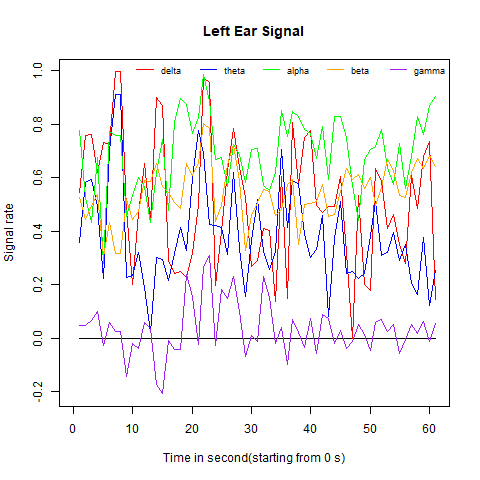 Left Ear Signal
delta theta alpha beta gamma
Signal rate
1.0
0.8
0.6
0.4
0.2
0.0
-0.2
0 10 20 30 40 50 60
Time in second(starting from 0 s)